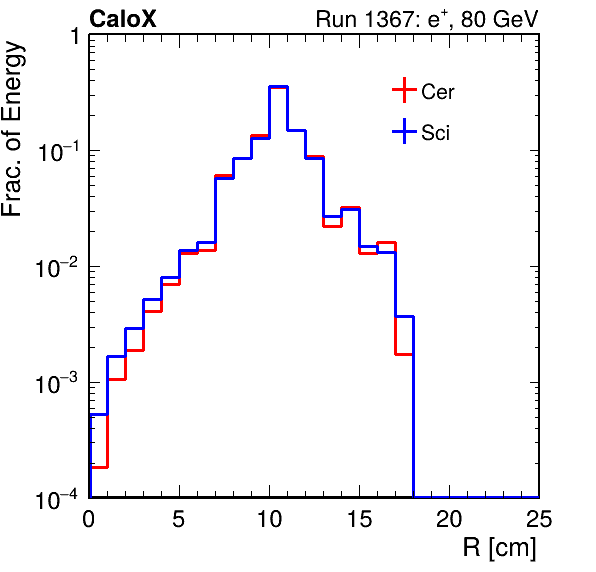 CaloX Run 1367: e⁺, 80 GeV
Frac. of Energy
1
10⁻¹
10⁻²
10⁻³
10⁻⁴
Cer
Sci
0 5 10 15 20 25
R [cm]